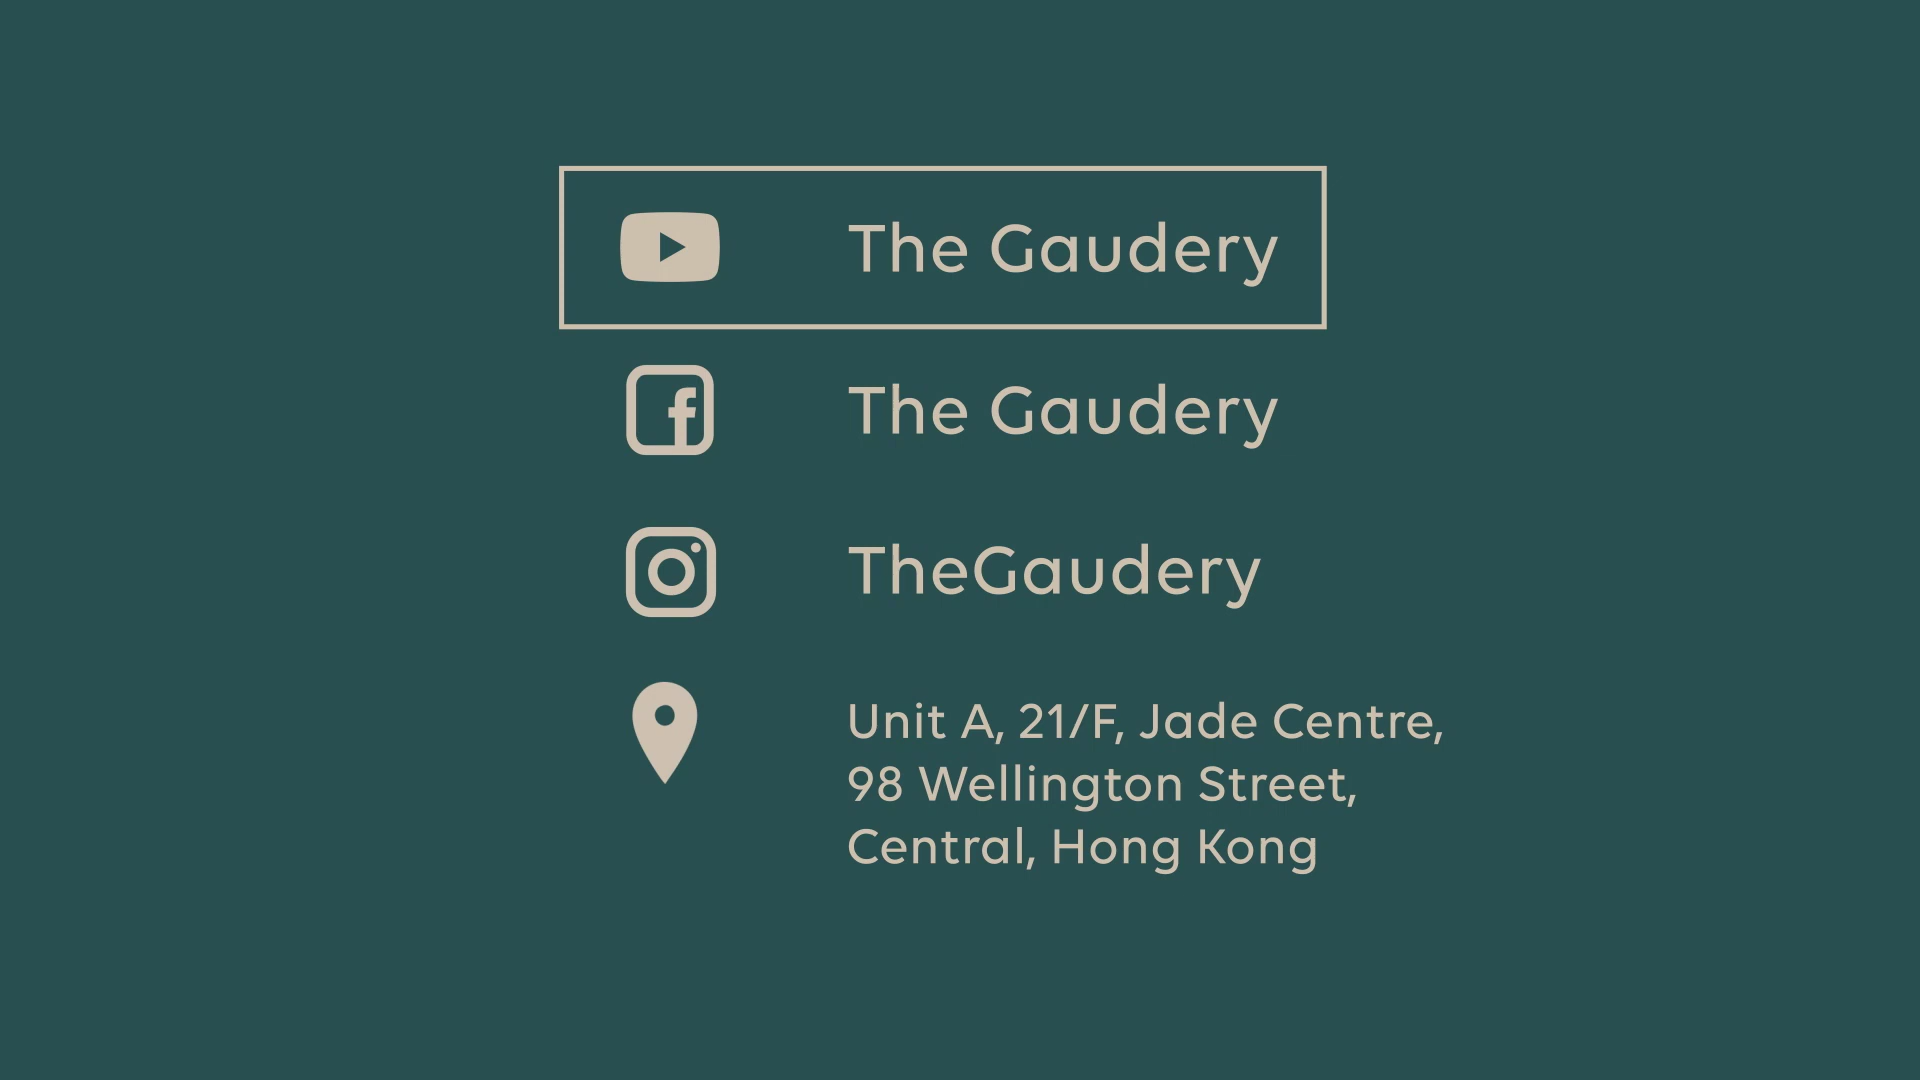 The Gaudery
The Gaudery
TheGaudery
Unit A, 21/F, Jade Centre,
98 Wellington Street,
Central, Hong Kong